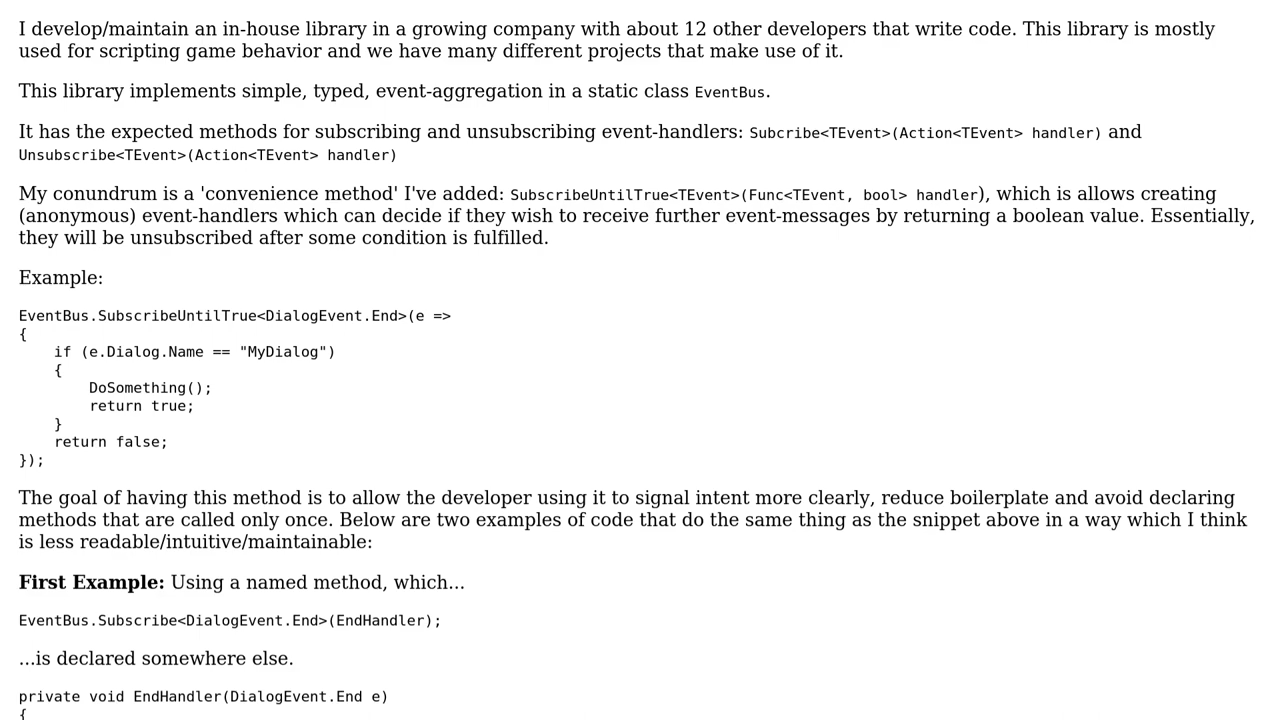 I develop/maintain an in-house library in a growing company with about 12 other developers that write code. This library is mostly
used for scripting game behavior and we have many different projects that make use of it.
This library implements simple, typed, event-aggregation in a static class EventBus.
It has the expected methods for subscribing and unsubscribing event-handlers: Subcribe<TEvent>(Action<TEvent> handler) and
Unsubscribe<TEvent>(Action<TEvent> handler)
My conundrum is a 'convenience method' I've added: SubscribeUntilTrue<TEvent>(Func<TEvent, bool> handler), which is allows creating
(anonymous) event-handlers which can decide if they wish to receive further event-messages by returning a boolean value. Essentially,
they will be unsubscribed after some condition is fulfilled.
Example:
EventBus.SubscribeUntilTrue<DialogEvent.End>(e =>
{
    if (e.Dialog.Name == "MyDialog")
    {
        DoSomething();
        return true;
    }
    return false;
});
The goal of having this method is to allow the developer using it to signal intent more clearly, reduce boilerplate and avoid declaring
methods that are called only once. Below are two examples of code that do the same thing as the snippet above in a way which I think
is less readable/intuitive/maintainable:
First Example: Using a named method, which...
EventBus.Subscribe<DialogEvent.End>(EndHandler);
...is declared somewhere else.
private void EndHandler(DialogEvent.End e)
{